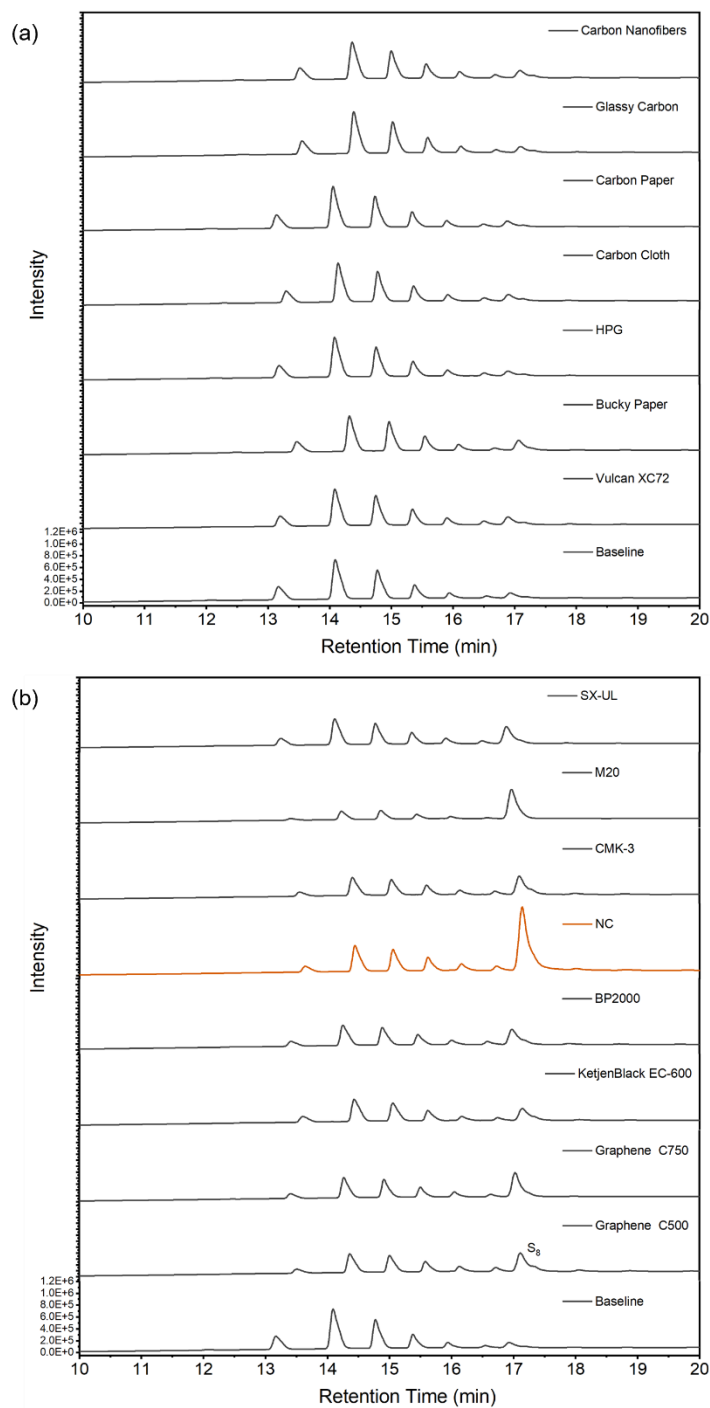 (a)
Carbon Nanofibers
Glassy Carbon
Carbon Paper
Carbon Cloth
HPG
Bucky Paper
Vulcan XC72
Baseline
Intensity
1.2E+6
1.0E+6
8.0E+5
6.0E+5
4.0E+5
2.0E+5
0.0E+0
10 11 12 13 14 15 16 17 18 19 20
Retention Time (min)
(b)
SX-UL
M20
CMK-3
NC
BP2000
KetjenBlack EC-600
Graphene C750
Graphene C500
S₈
Baseline
Intensity
1.2E+6
1.0E+6
8.0E+5
6.0E+5
4.0E+5
2.0E+5
0.0E+0
10 11 12 13 14 15 16 17 18 19 20
Retention Time (min)